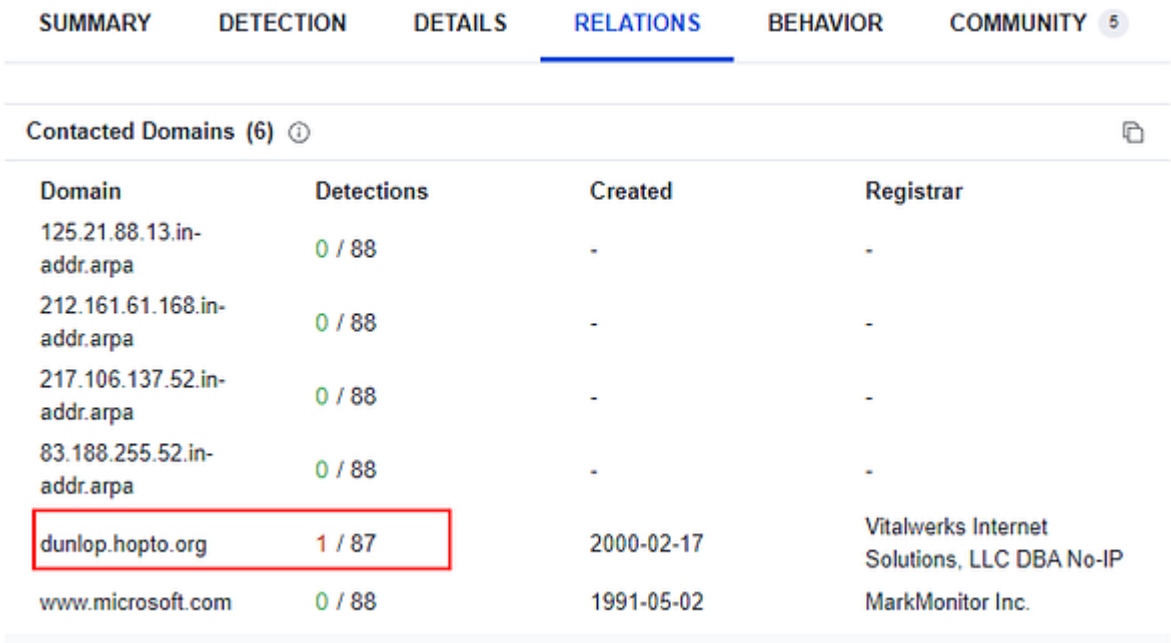 SUMMARY DETECTION DETAILS RELATIONS BEHAVIOR COMMUNITY 5
Contacted Domains (6)
Domain Detections Created Registrar
125.21.88.13.in-
addr.arpa 0 / 88 - -
212.161.61.168.in-
addr.arpa 0 / 88 - -
217.106.137.52.in-
addr.arpa 0 / 88 - -
83.188.255.52.in-
addr.arpa 0 / 88 - -
dunlop.hopto.org 1 / 87 2000-02-17 Vitalwerks Internet
Solutions, LLC DBA No-IP
www.microsoft.com 0 / 88 1991-05-02 MarkMonitor Inc.